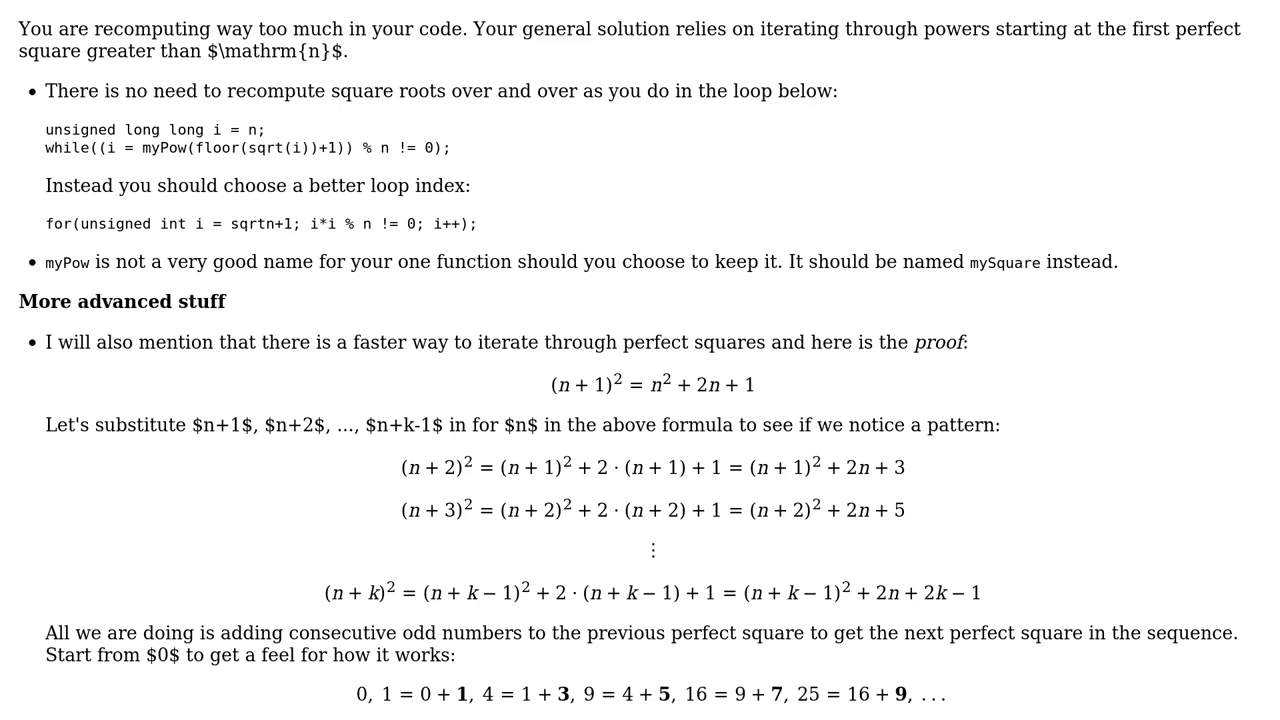 You are recomputing way too much in your code. Your general solution relies on iterating through powers starting at the first perfect
square greater than $\mathrm{n}$.
• There is no need to recompute square roots over and over as you do in the loop below:
unsigned long long i = n;
while((i = myPow(floor(sqrt(i))+1)) % n != 0);
Instead you should choose a better loop index:
for(unsigned int i = sqrtn+1; i*i % n != 0; i++);
• myPow is not a very good name for your one function should you choose to keep it. It should be named mySquare instead.
More advanced stuff
• I will also mention that there is a faster way to iterate through perfect squares and here is the proof:
(n + 1)² = n² + 2n + 1
Let's substitute $n+1$, $n+2$, ..., $n+k-1$ in for $n$ in the above formula to see if we notice a pattern:
(n + 2)² = (n + 1)² + 2 · (n + 1) + 1 = (n + 1)² + 2n + 3
(n + 3)² = (n + 2)² + 2 · (n + 2) + 1 = (n + 2)² + 2n + 5
⋮
(n + k)² = (n + k − 1)² + 2 · (n + k − 1) + 1 = (n + k − 1)² + 2n + 2k − 1
All we are doing is adding consecutive odd numbers to the previous perfect square to get the next perfect square in the sequence.
Start from $0$ to get a feel for how it works:
0, 1 = 0 + 1, 4 = 1 + 3, 9 = 4 + 5, 16 = 9 + 7, 25 = 16 + 9, . . .